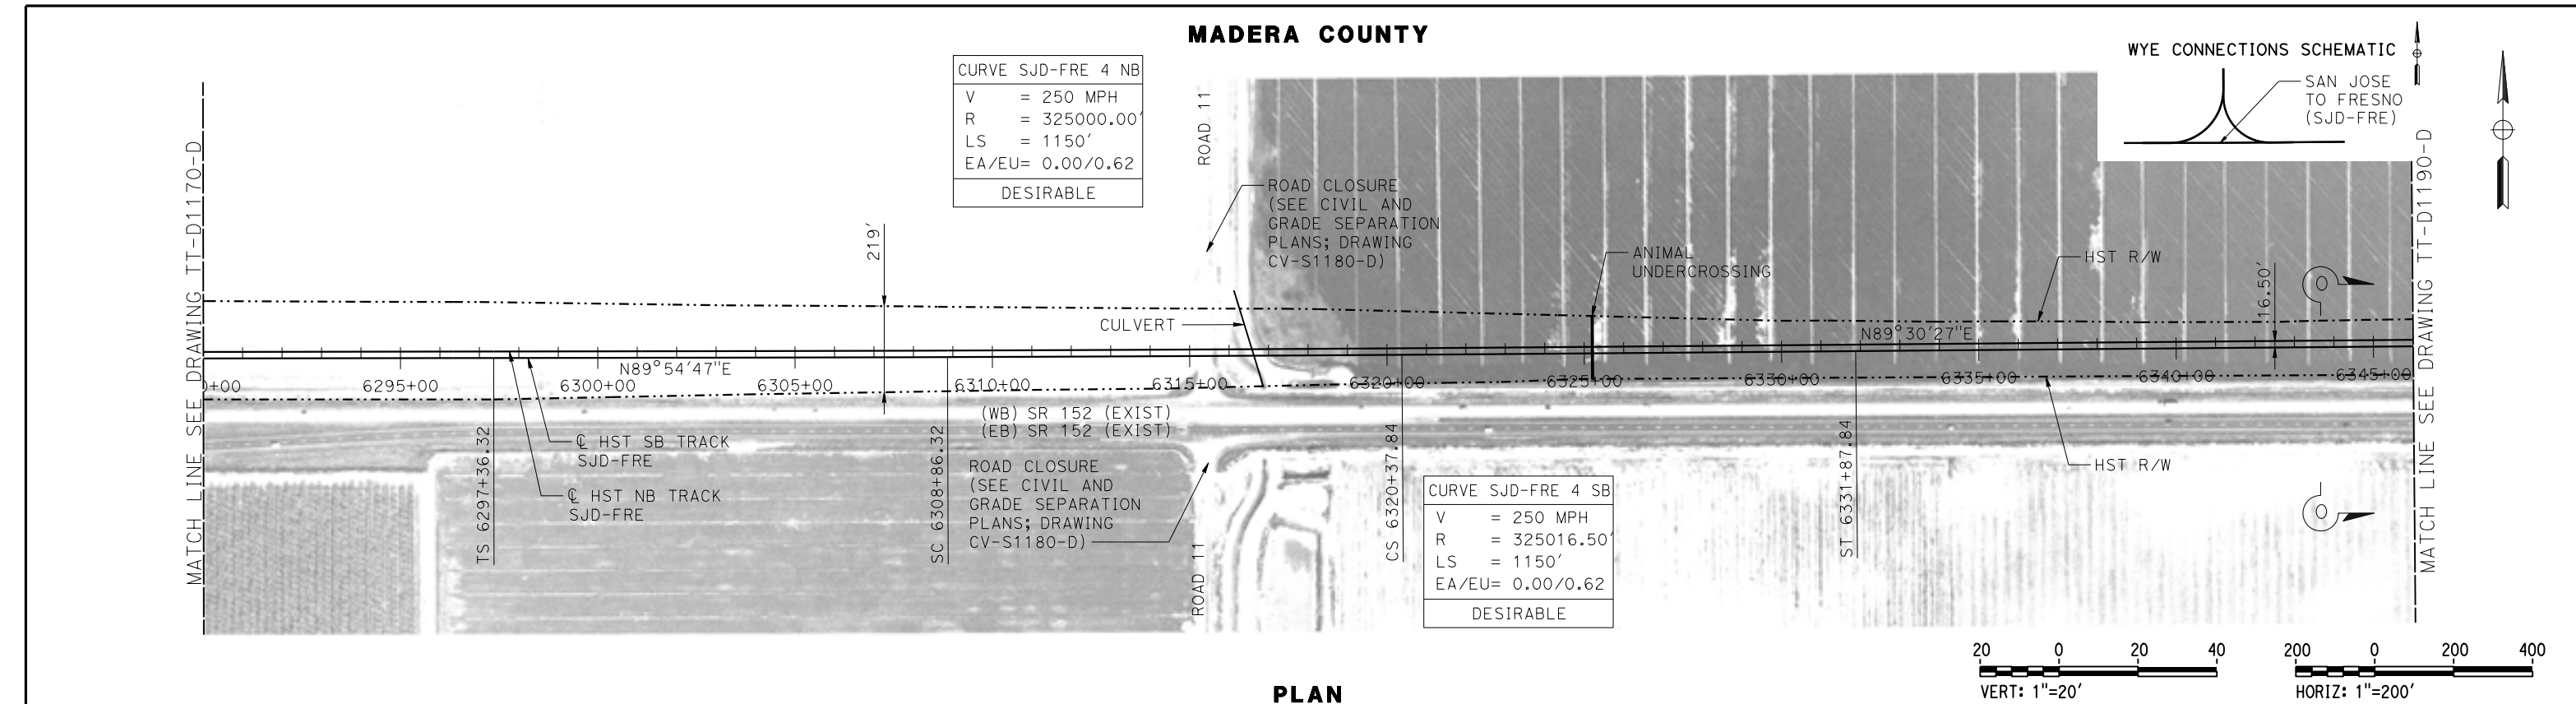 MADERA COUNTY
WYE CONNECTIONS SCHEMATIC
SAN JOSE
TO FRESNO
(SJD-FRE)
CURVE SJD-FRE 4 NB
V = 250 MPH
R = 325000.00'
LS = 1150'
EA/EU= 0.00/0.62
DESIRABLE
ROAD 11
ROAD CLOSURE
(SEE CIVIL AND
GRADE SEPARATION
PLANS; DRAWING
CV-S1180-D)
MATCH LINE SEE DRAWING TT-D1170-D
MATCH LINE SEE DRAWING TT-D1190-D
219'
ANIMAL
UNDERCROSSING
HST R/W
16.50'
CULVERT
N89°54'47"E
N89°30'27"E
0+00
6295+00
6300+00
6305+00
6310+00
6315+00
6320+00
6325+00
6330+00
6335+00
6340+00
6345+00
(WB) SR 152 (EXIST)
(EB) SR 152 (EXIST)
TS 6297+36.32
SC 6308+86.32
CS 6320+37.84
ST 6331+87.84
℄ HST SB TRACK
SJD-FRE
℄ HST NB TRACK
SJD-FRE
ROAD CLOSURE
(SEE CIVIL AND
GRADE SEPARATION
PLANS; DRAWING
CV-S1180-D)
ROAD 11
HST R/W
CURVE SJD-FRE 4 SB
V = 250 MPH
R = 325016.50'
LS = 1150'
EA/EU= 0.00/0.62
DESIRABLE
20 0 20 40
VERT: 1"=20'
200 0 200 400
HORIZ: 1"=200'
PLAN